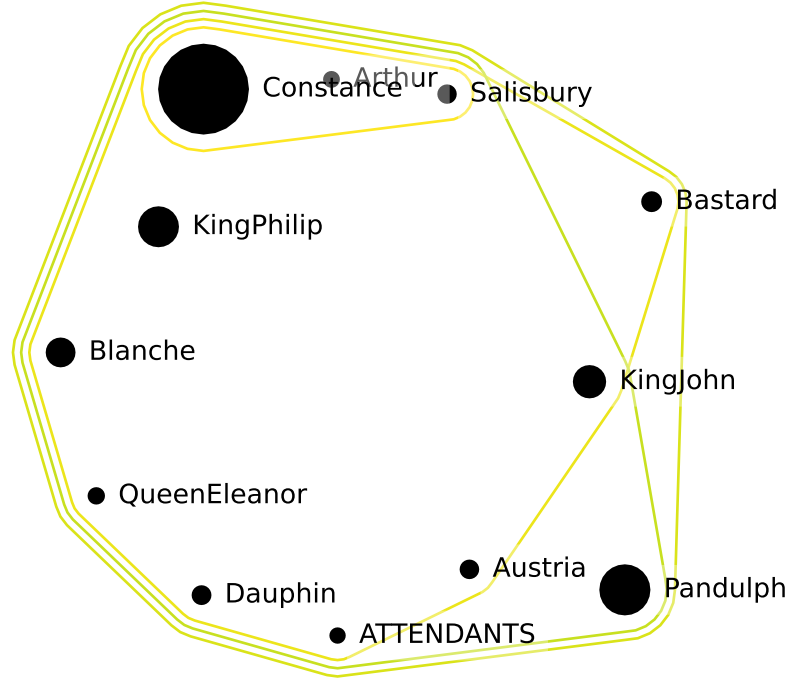 Arthur
Constance
Salisbury
Bastard
KingPhilip
Blanche
KingJohn
QueenEleanor
Austria
Pandulph
Dauphin
ATTENDANTS